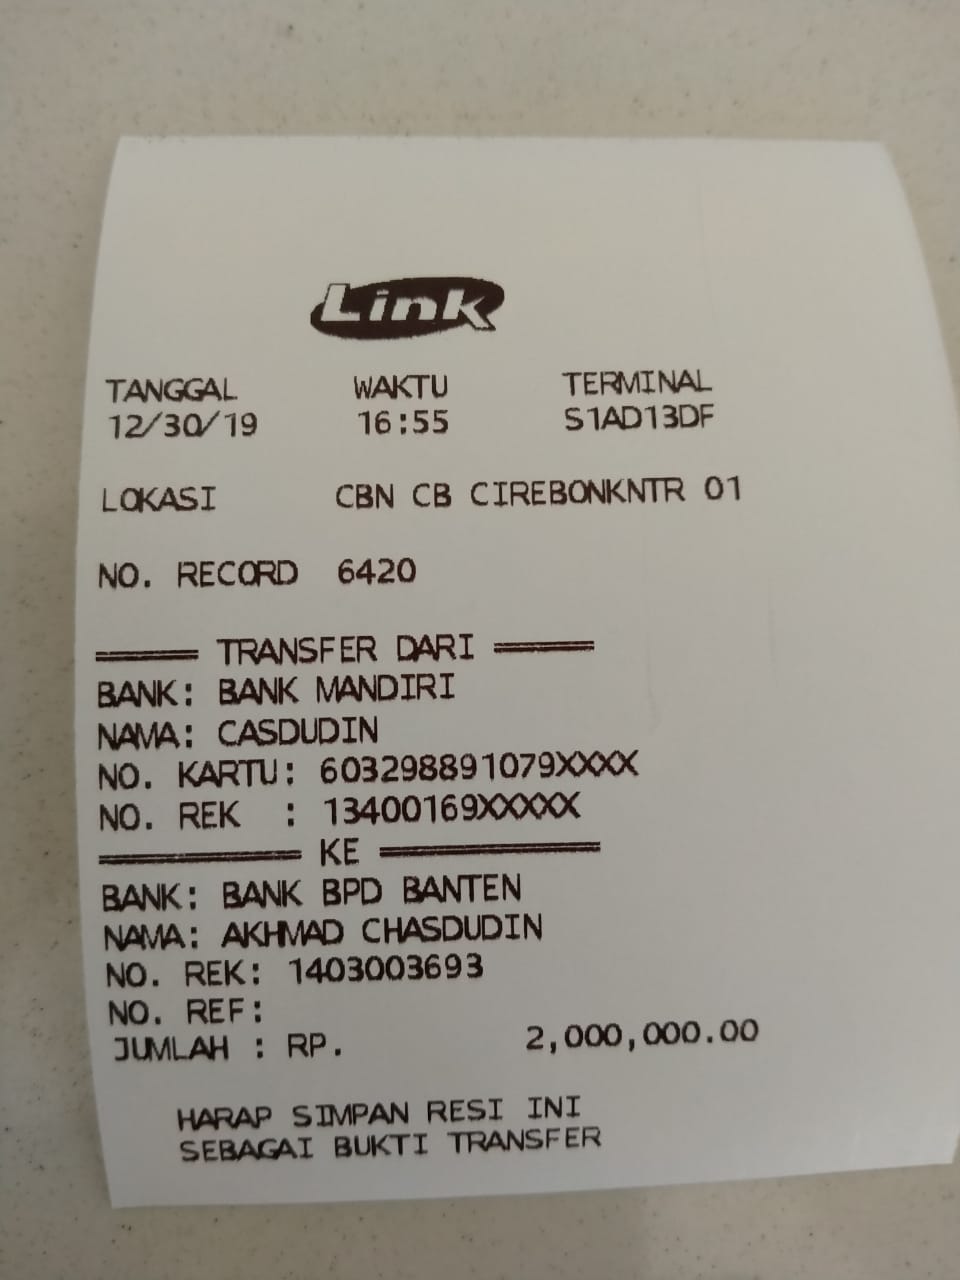 Link
TANGGAL WAKTU TERMINAL
12/30/19 16:55 S1AD13DF
LOKASI CBN CB CIREBONKNTR 01
NO. RECORD 6420
TRANSFER DARI
BANK: BANK MANDIRI
NAMA: CASDUDIN
NO. KARTU: 603298891079XXXX
NO. REK : 13400169XXXXX
KE
BANK: BANK BPD BANTEN
NAMA: AKHMAD CHASDUDIN
NO. REK: 1403003693
NO. REF:
JUMLAH : RP. 2,000,000.00
HARAP SIMPAN RESI INI
SEBAGAI BUKTI TRANSFER